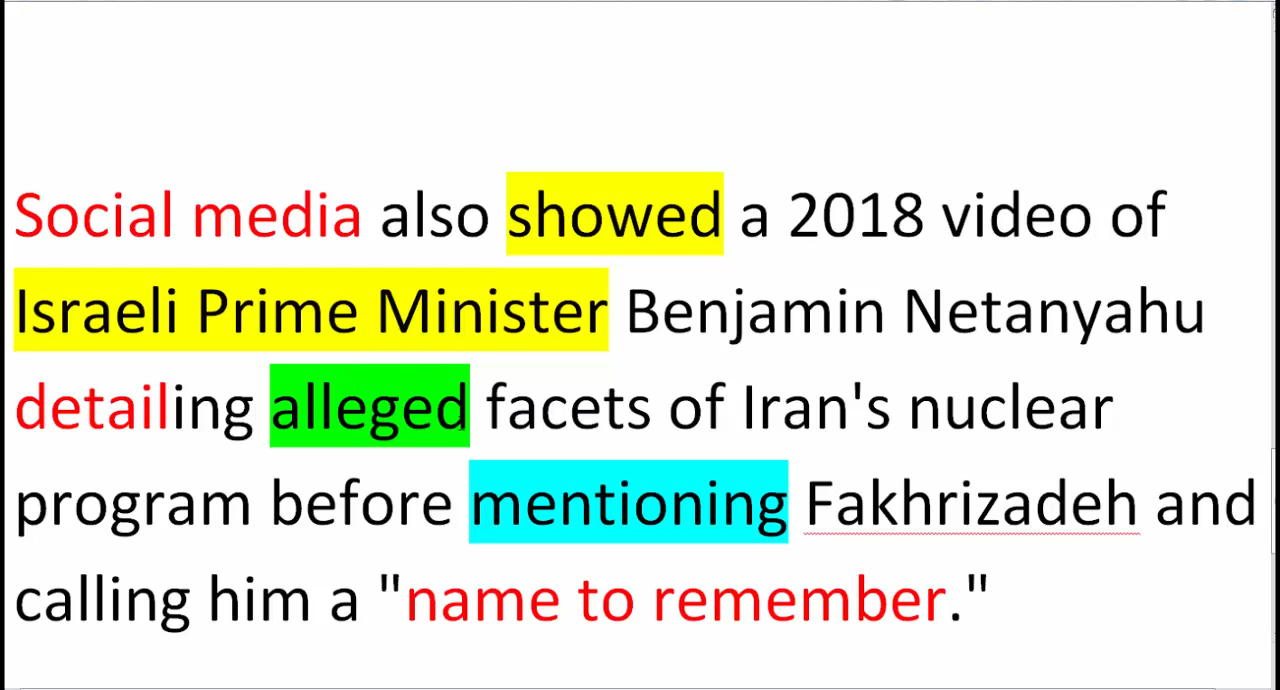 Social media also showed a 2018 video of
Israeli Prime Minister Benjamin Netanyahu
detailing alleged facets of Iran's nuclear
program before mentioning Fakhrizadeh and
calling him a "name to remember."